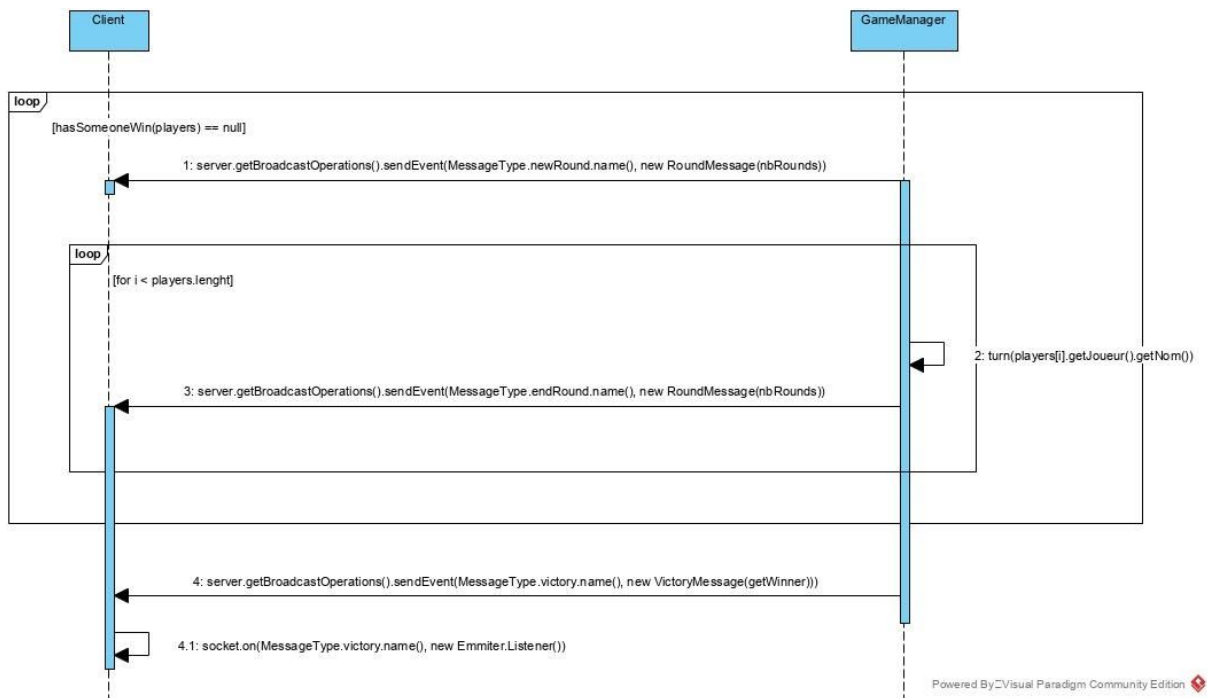 Client
GameManager
loop
[hasSomeoneWin(players) == null]
1: server.getBroadcastOperations().sendEvent(MessageType.newRound.name(), new RoundMessage(nbRounds))
loop
[for i < players.lenght]
2: turn(players[i].getJoueur().getNom())
3: server.getBroadcastOperations().sendEvent(MessageType.endRound.name(), new RoundMessage(nbRounds))
4: server.getBroadcastOperations().sendEvent(MessageType.victory.name(), new VictoryMessage(getWinner)))
4.1: socket.on(MessageType.victory.name(), new Emmiter.Listener())
Powered By Visual Paradigm Community Edition